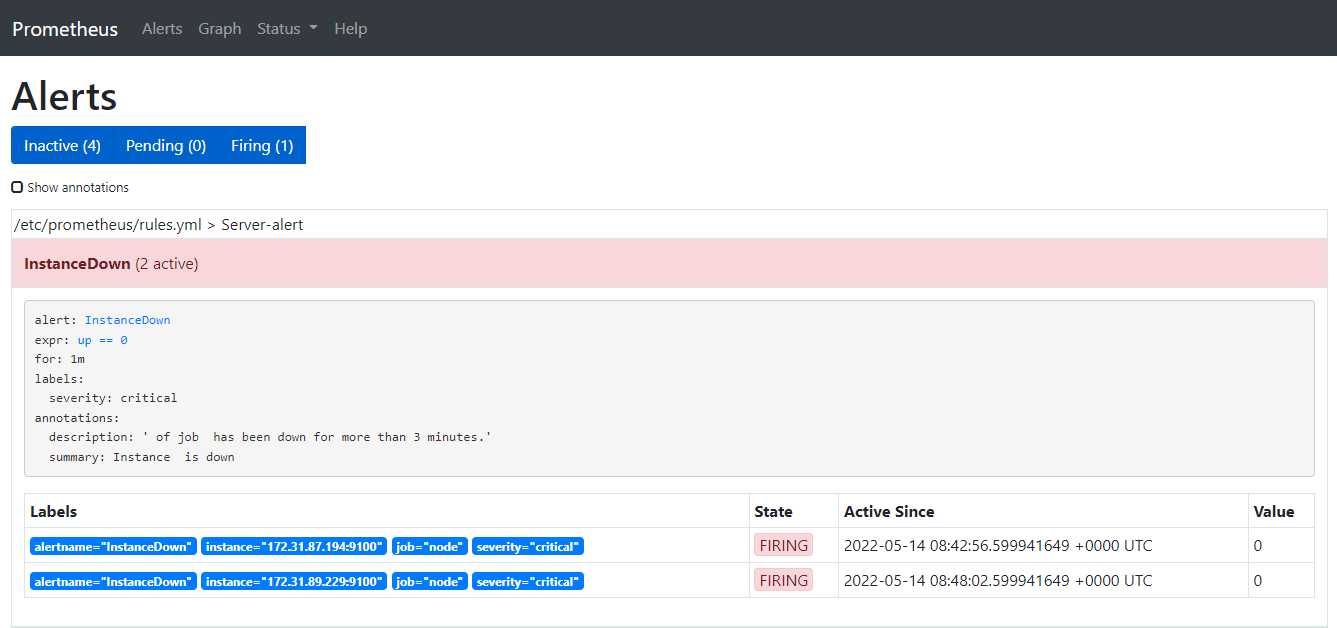 Prometheus Alerts Graph Status Help
Alerts
Inactive (4) Pending (0) Firing (1)
Show annotations
/etc/prometheus/rules.yml > Server-alert
InstanceDown (2 active)
alert: InstanceDown
expr: up == 0
for: 1m
labels:
  severity: critical
annotations:
  description: ' of job  has been down for more than 3 minutes.'
  summary: Instance  is down
Labels State Active Since Value
alertname="InstanceDown" instance="172.31.87.194:9100" job="node" severity="critical" FIRING 2022-05-14 08:42:56.599941649 +0000 UTC 0
alertname="InstanceDown" instance="172.31.89.229:9100" job="node" severity="critical" FIRING 2022-05-14 08:48:02.599941649 +0000 UTC 0